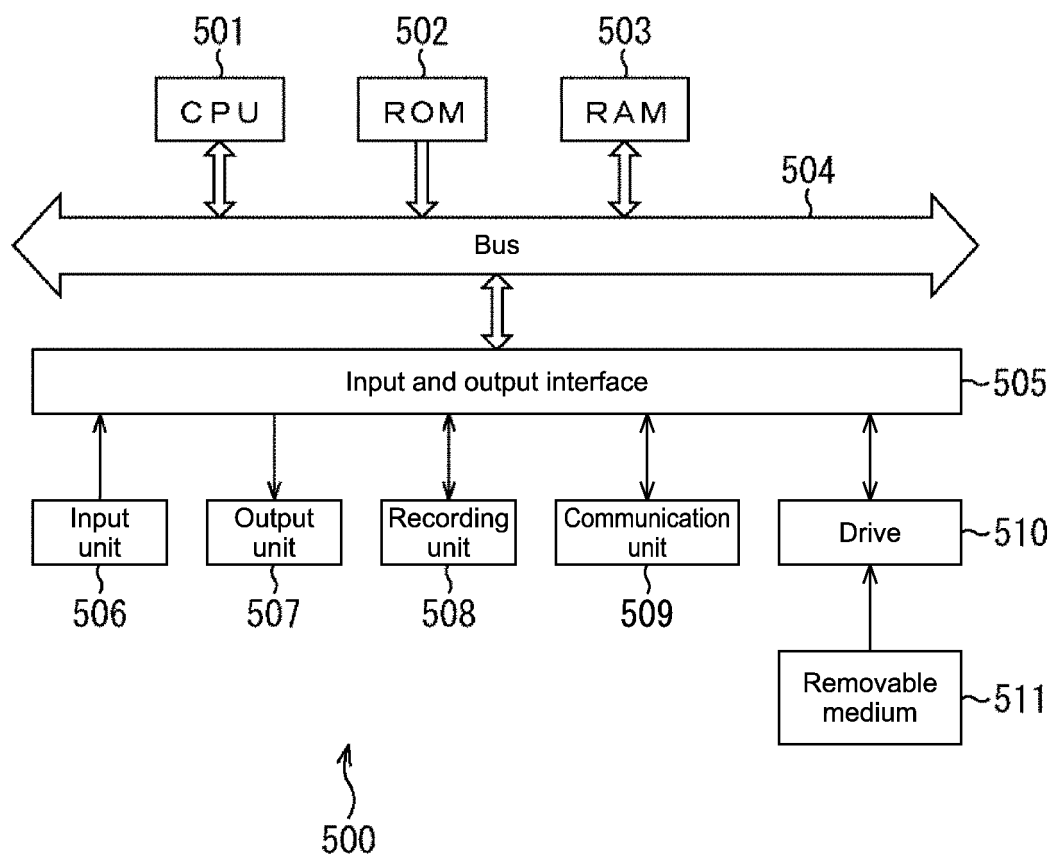 501
502
503
CPU
ROM
RAM
504
Bus
Input and output interface
505
Input
unit
Output
unit
Recording
unit
Communication
unit
Drive
510
506
507
508
509
Removable
medium
511
500